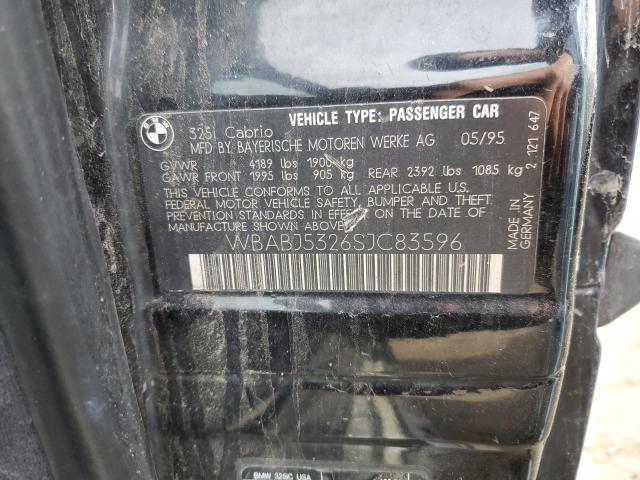 VEHICLE TYPE: PASSENGER CAR
BMW
325i Cabrio
MFD BY: BAYERISCHE MOTOREN WERKE AG 05/95
GVWR 4189 lbs 1900 kg
GAWR FRONT 1995 lbs 905 kg REAR 2392 lbs 1085 kg
THIS VEHICLE CONFORMS TO ALL APPLICABLE U.S.
FEDERAL MOTOR VEHICLE SAFETY, BUMPER AND THEFT
PREVENTION STANDARDS IN EFFECT ON THE DATE OF
MANUFACTURE SHOWN ABOVE.
WBABJ5326SJC83596
2 121 647
MADE IN
GERMANY
BMW 325iC USA